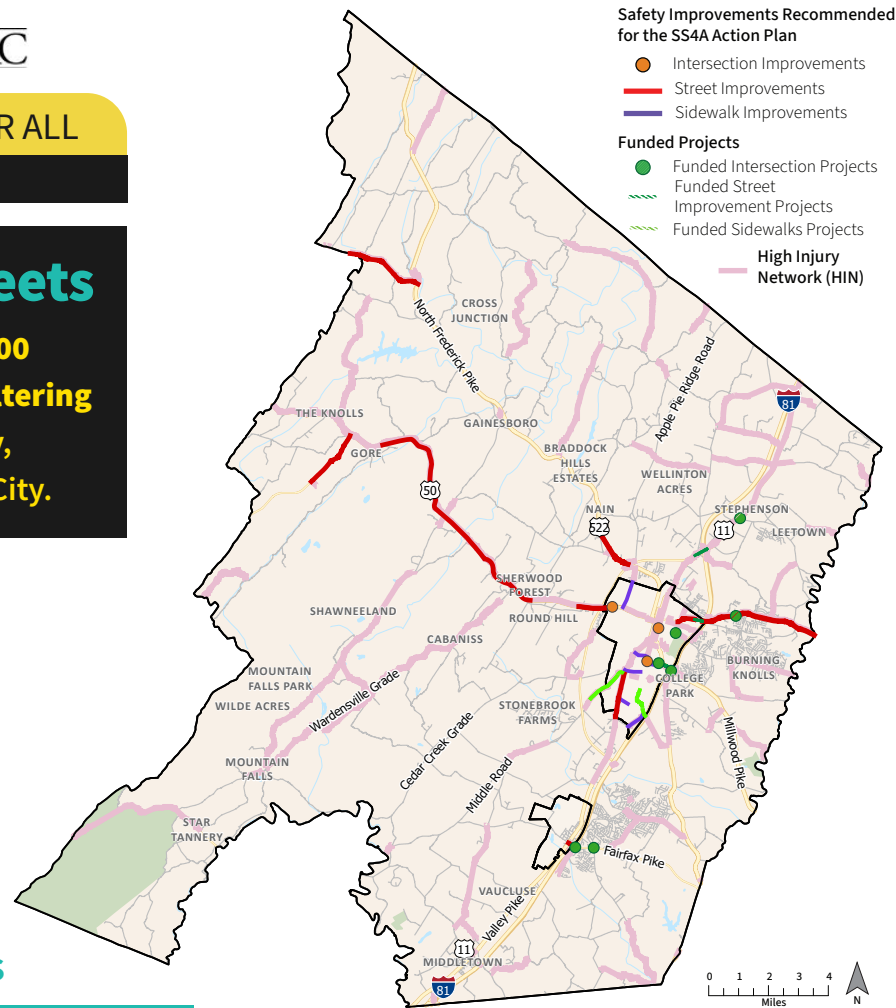 C
R ALL
eets
00
ltering
y,
City.
s
Safety Improvements Recommended
for the SS4A Action Plan
Intersection Improvements
Street Improvements
Sidewalk Improvements
Funded Projects
Funded Intersection Projects
Funded Street
Improvement Projects
Funded Sidewalks Projects
High Injury
Network (HIN)
CROSS
JUNCTION
North Frederick Pike
Apple Pie Ridge Road
81
THE KNOLLS
GAINESBORO
GORE
BRADDOCK
HILLS
ESTATES
WELLINTON
ACRES
50
NAIN
522
STEPHENSON
11
LEETOWN
SHERWOOD
FOREST
SHAWNEELAND
ROUND HILL
CABANISS
BURNING
KNOLLS
MOUNTAIN
FALLS PARK
COLLEGE
PARK
WILDE ACRES
Wardensville Grade
STONEBROOK
FARMS
Cedar Creek Grade
Millwood Pike
MOUNTAIN
FALLS
Middle Road
STAR
TANNERY
Fairfax Pike
VAUCLUSE
Valley Pike
11
MIDDLETOWN
81
0 1 2 3 4
Miles
N